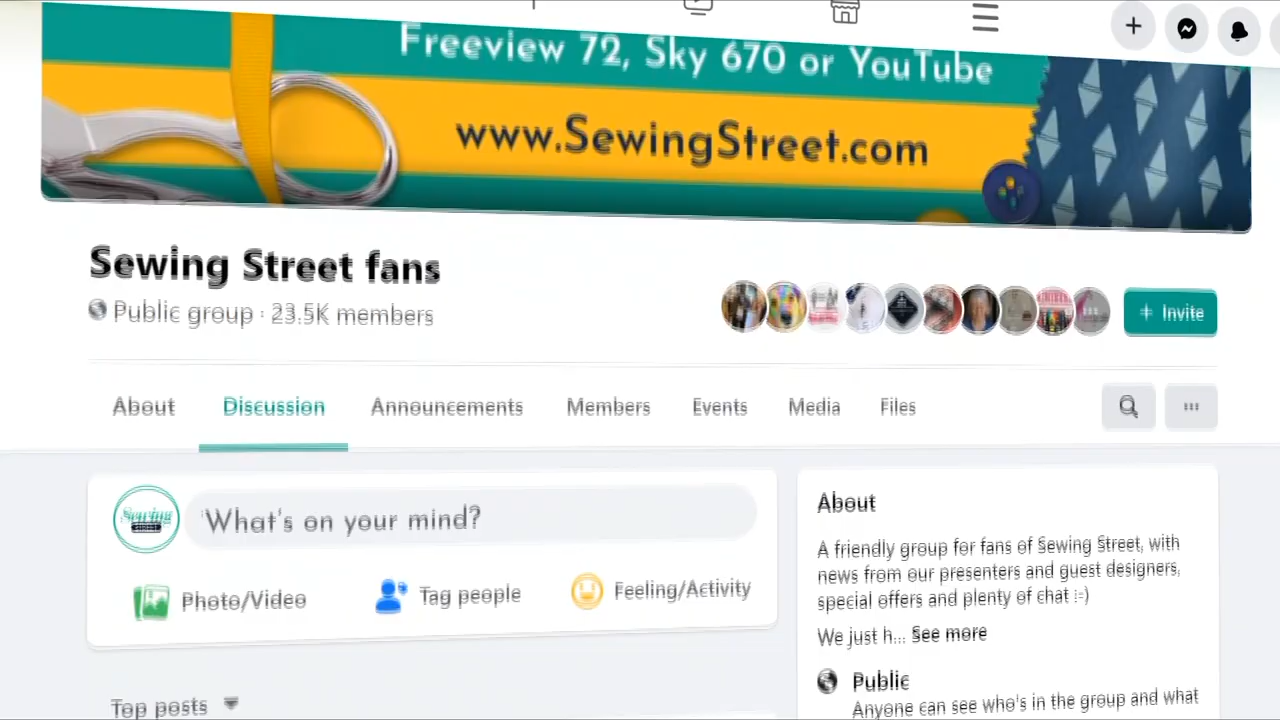 Freeview 72, Sky 670 or YouTube
www.SewingStreet.com
Sewing Street fans
Public group · 23.5K members
+ Invite
About
Discussion
Announcements
Members
Events
Media
Files
What's on your mind?
Photo/Video
Tag people
Feeling/Activity
Top posts
About
A friendly group for fans of Sewing Street, with
news from our presenters and guest designers,
special offers and plenty of chat :-)
We just h... See more
Public
Anyone can see who's in the group and what